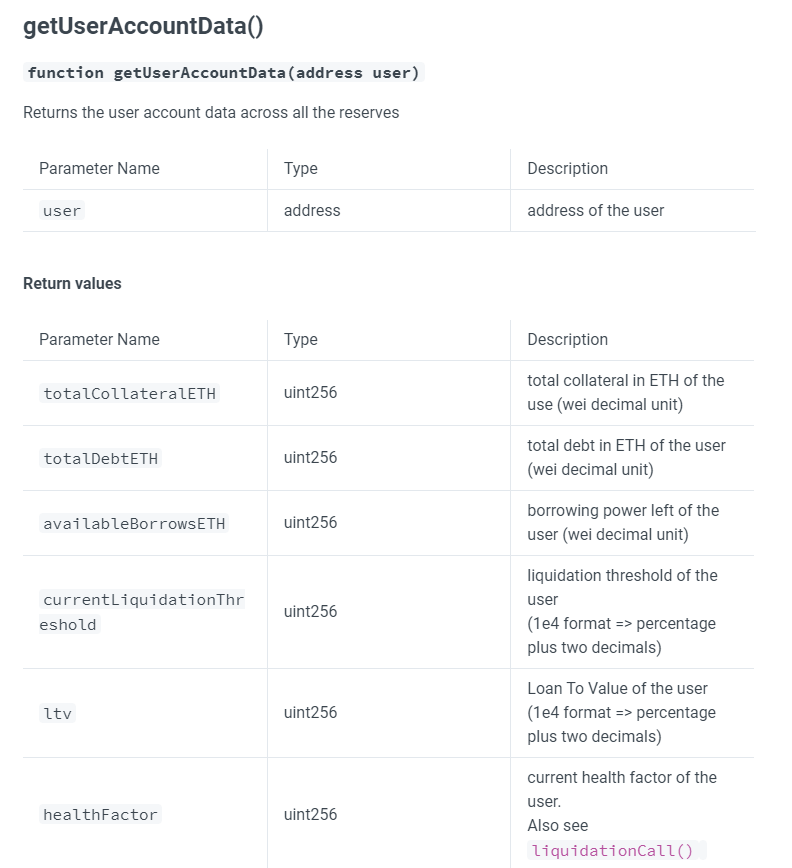 getUserAccountData()
function getUserAccountData(address user)
Returns the user account data across all the reserves
Parameter Name Type Description
user address address of the user
Return values
Parameter Name Type Description
totalCollateralETH uint256 total collateral in ETH of the
use (wei decimal unit)
totalDebtETH uint256 total debt in ETH of the user
(wei decimal unit)
availableBorrowsETH uint256 borrowing power left of the
user (wei decimal unit)
currentLiquidationThr
eshold
uint256
liquidation threshold of the
user
(1e4 format => percentage
plus two decimals)
ltv uint256
Loan To Value of the user
(1e4 format => percentage
plus two decimals)
healthFactor uint256
current health factor of the
user.
Also see
liquidationCall()